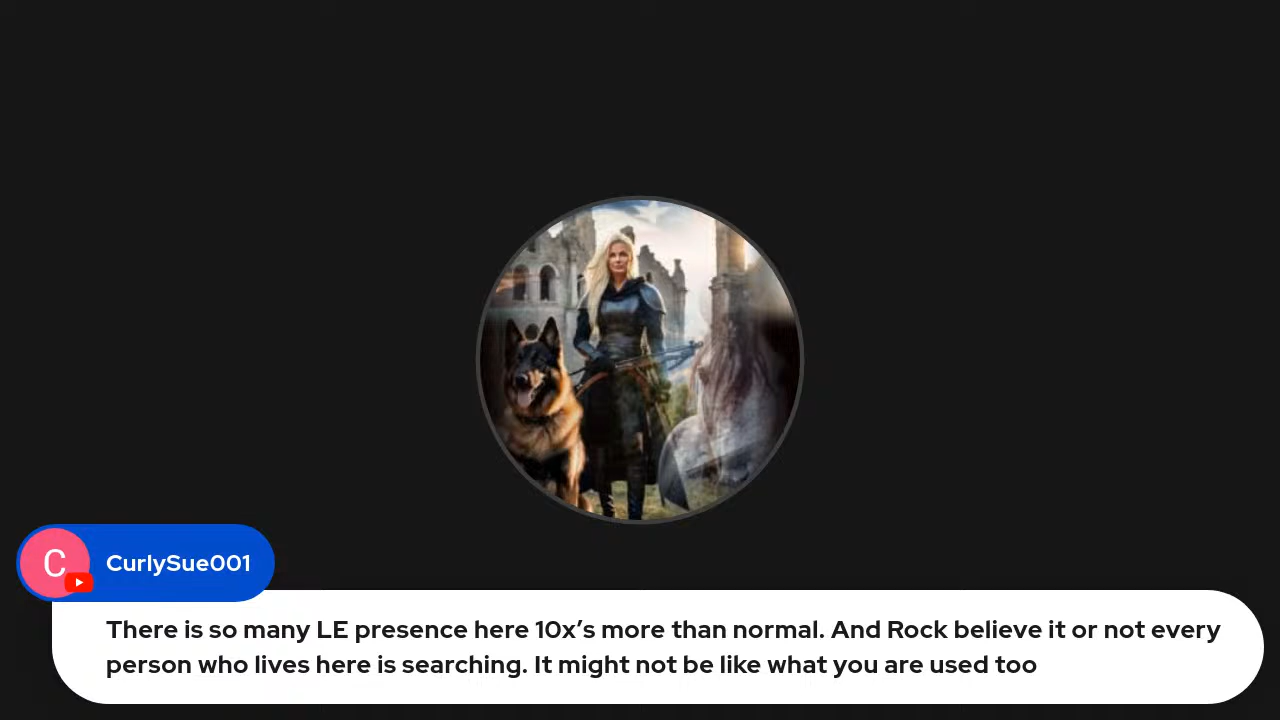 C
CurlySue001
There is so many LE presence here 10x’s more than normal. And Rock believe it or not every
person who lives here is searching. It might not be like what you are used too